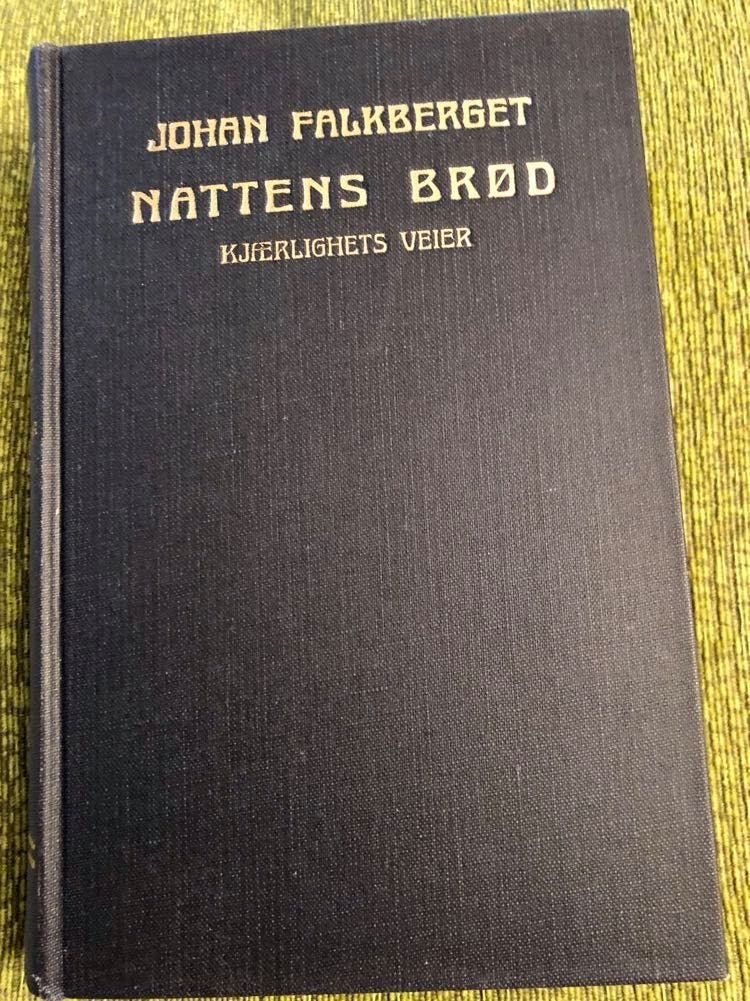 JOHAN FALKBERGET
NATTENS BRØD
KJÆRLIGHETS VEIER